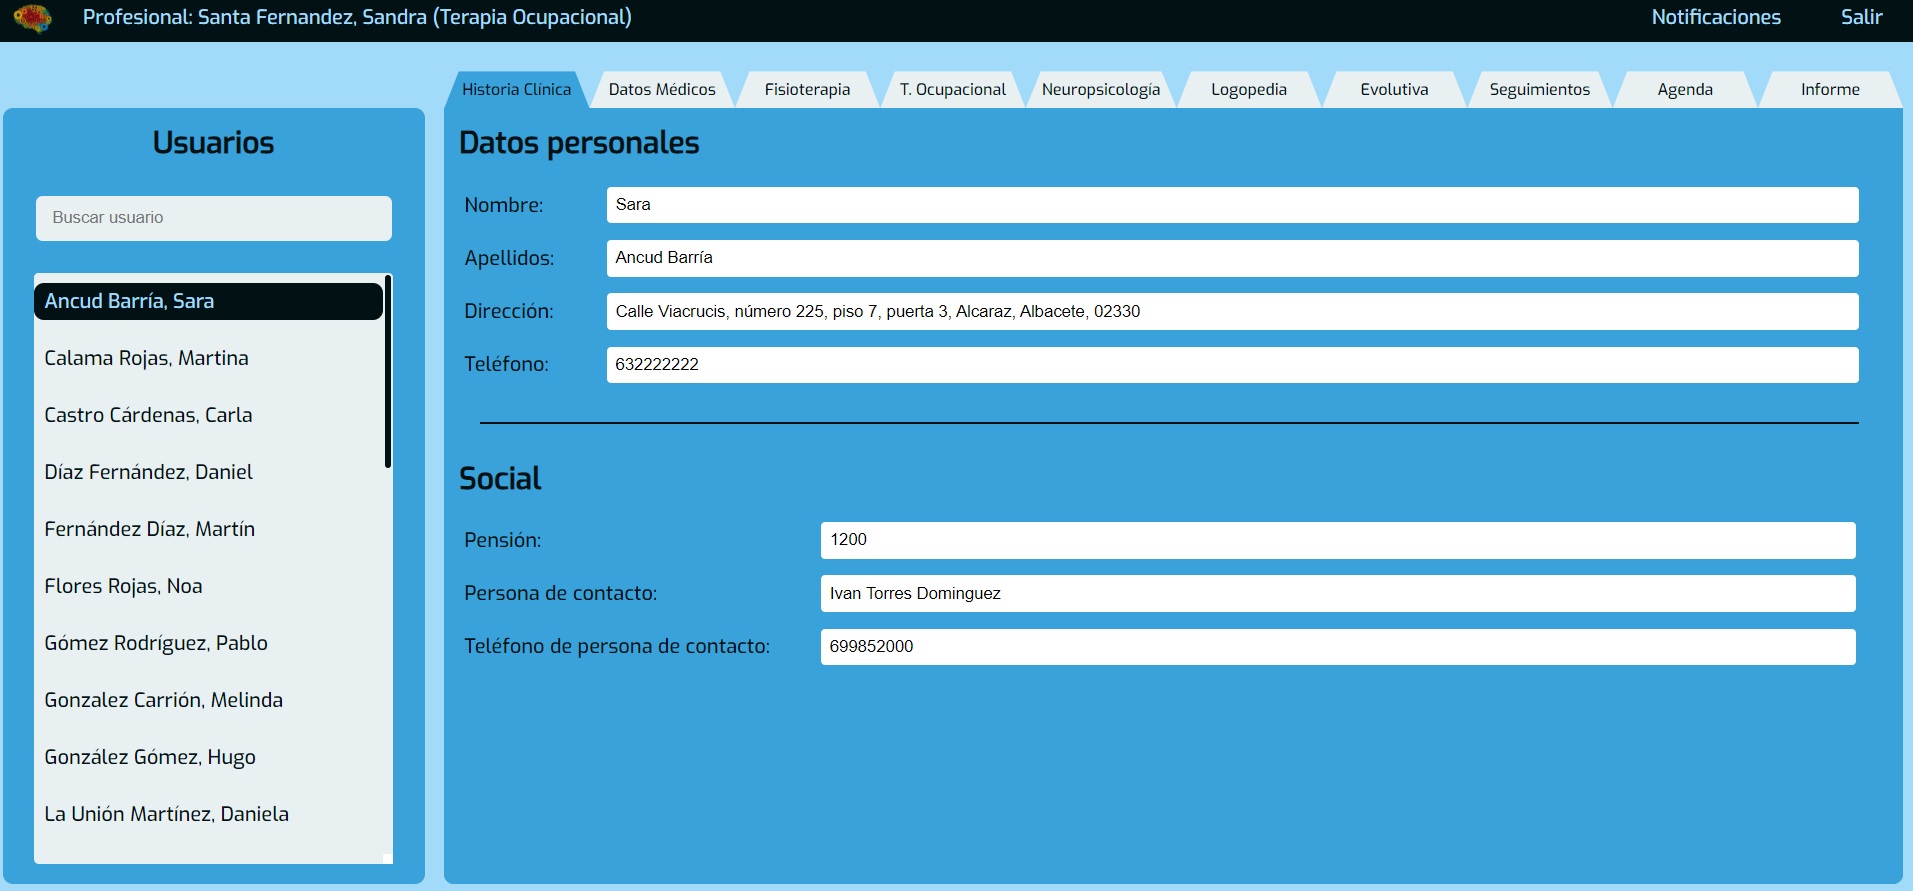 Profesional: Santa Fernandez, Sandra (Terapia Ocupacional)
Notificaciones
Salir
Historia Clínica
Datos Médicos
Fisioterapia
T. Ocupacional
Neuropsicología
Logopedia
Evolutiva
Seguimientos
Agenda
Informe
Usuarios
Buscar usuario
Ancud Barría, Sara
Calama Rojas, Martina
Castro Cárdenas, Carla
Díaz Fernández, Daniel
Fernández Díaz, Martín
Flores Rojas, Noa
Gómez Rodríguez, Pablo
Gonzalez Carrión, Melinda
González Gómez, Hugo
La Unión Martínez, Daniela
Datos personales
Nombre: Sara
Apellidos: Ancud Barría
Dirección: Calle Viacrucis, número 225, piso 7, puerta 3, Alcaraz, Albacete, 02330
Teléfono: 632222222
Social
Pensión: 1200
Persona de contacto: Ivan Torres Dominguez
Teléfono de persona de contacto: 699852000